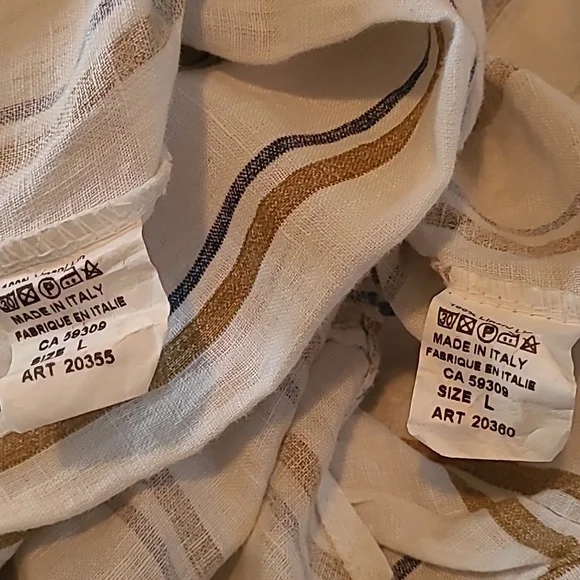 MADE IN ITALY
FABRIQUE EN ITALIE
CA 59309
SIZE L
ART 20355
30
MADE IN ITALY
FABRIQUE EN ITALIE
CA 59309
SIZE L
ART 20360